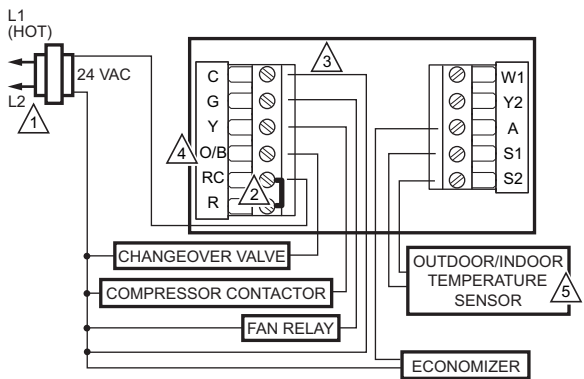 L1
(HOT)
24 VAC
L2
1
C
G
Y
O/B
RC
R
3
4
2
W1
Y2
A
S1
S2
CHANGEOVER VALVE
COMPRESSOR CONTACTOR
FAN RELAY
OUTDOOR/INDOOR
TEMPERATURE
SENSOR
5
ECONOMIZER